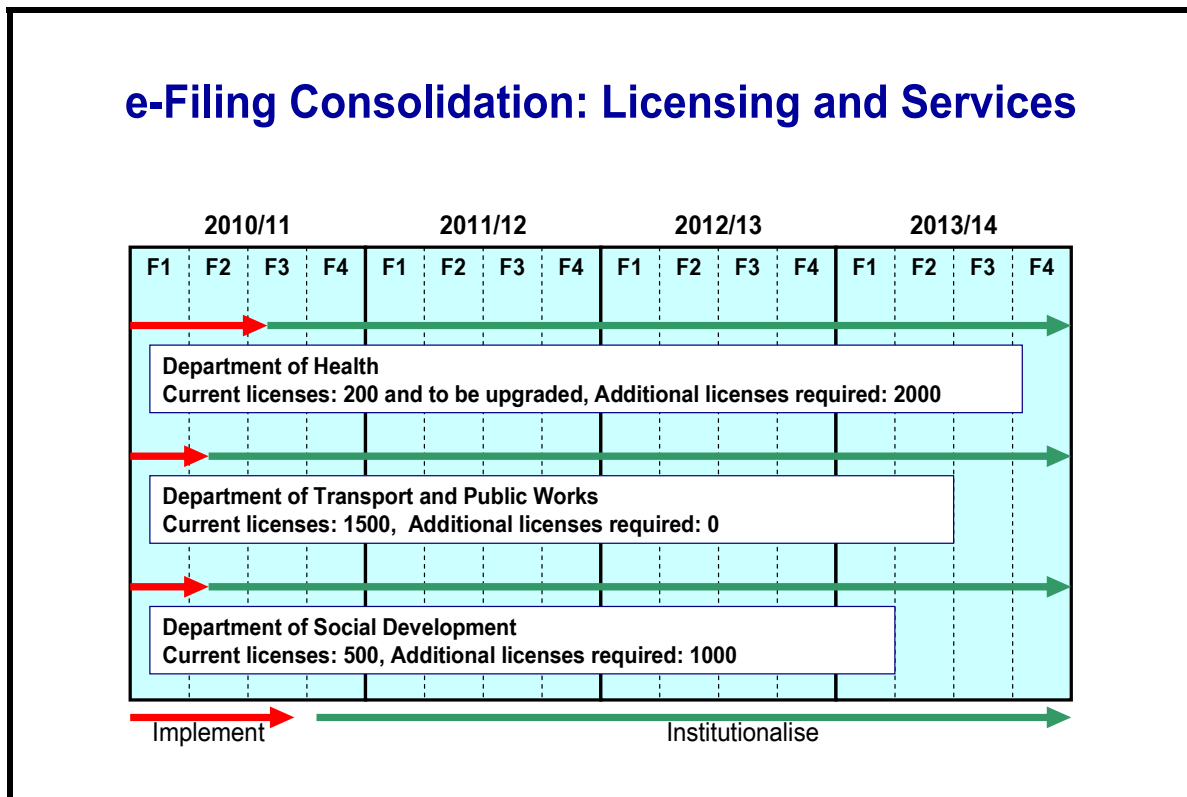 e-Filing Consolidation: Licensing and Services
2010/11 2011/12 2012/13 2013/14
F1 F2 F3 F4 F1 F2 F3 F4 F1 F2 F3 F4 F1 F2 F3 F4
Department of Health
Current licenses: 200 and to be upgraded, Additional licenses required: 2000
Department of Transport and Public Works
Current licenses: 1500, Additional licenses required: 0
Department of Social Development
Current licenses: 500, Additional licenses required: 1000
Implement Institutionalise